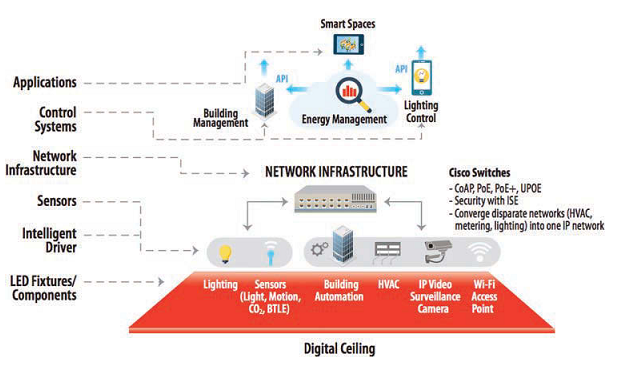 Smart Spaces
API
API
Building
Management
Energy Management
Lighting
Control
Applications
Control
Systems
Network
Infrastructure
Sensors
Intelligent
Driver
LED Fixtures/
Components
NETWORK INFRASTRUCTURE
Cisco Switches
- CoAP, PoE, PoE+, UPOE
- Security with ISE
- Converge disparate networks (HVAC,
metering, lighting) into one IP network
Lighting
Sensors
(Light, Motion,
CO₂, BTLE)
Building
Automation
HVAC
IP Video
Surveillance
Camera
Wi-Fi
Access
Point
Digital Ceiling